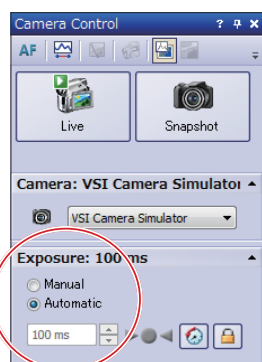 Camera Control
AF
Live
Snapshot
Camera: VSI Camera Simulator
VSI Camera Simulator
Exposure: 100 ms
Manual
Automatic
100 ms